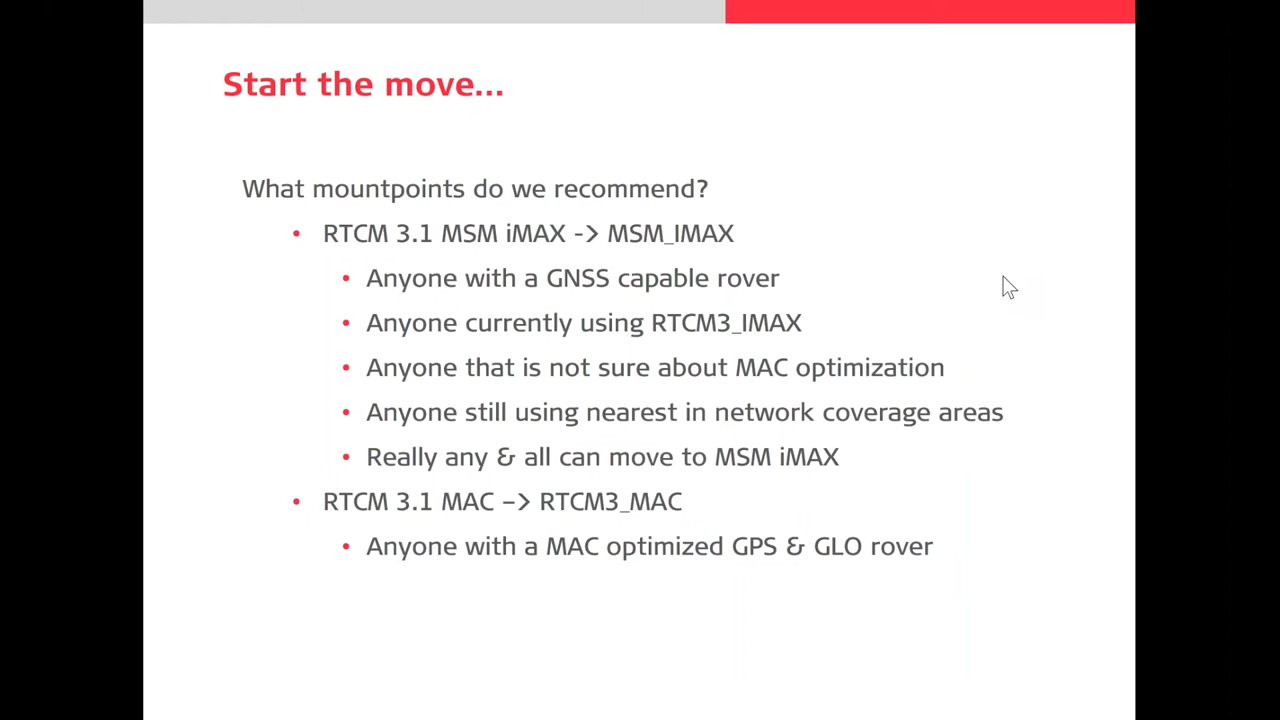 Start the move...
What mountpoints do we recommend?
• RTCM 3.1 MSM iMAX -> MSM_IMAX
• Anyone with a GNSS capable rover
• Anyone currently using RTCM3_IMAX
• Anyone that is not sure about MAC optimization
• Anyone still using nearest in network coverage areas
• Really any & all can move to MSM iMAX
• RTCM 3.1 MAC –> RTCM3_MAC
• Anyone with a MAC optimized GPS & GLO rover